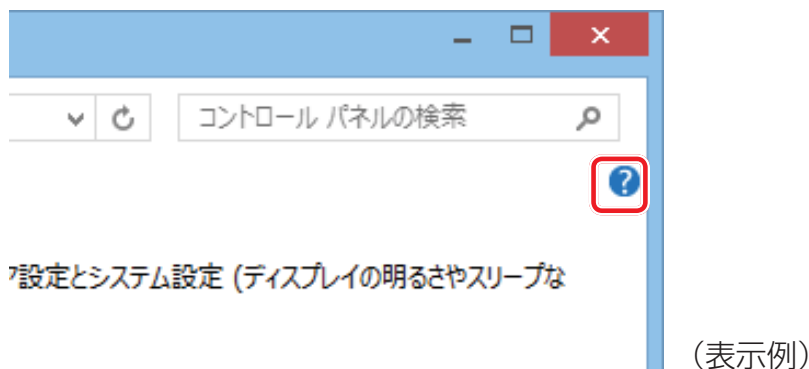 コントロール パネルの検索
?
設定とシステム設定 (ディスプレイの明るさやスリープな
（表示例）